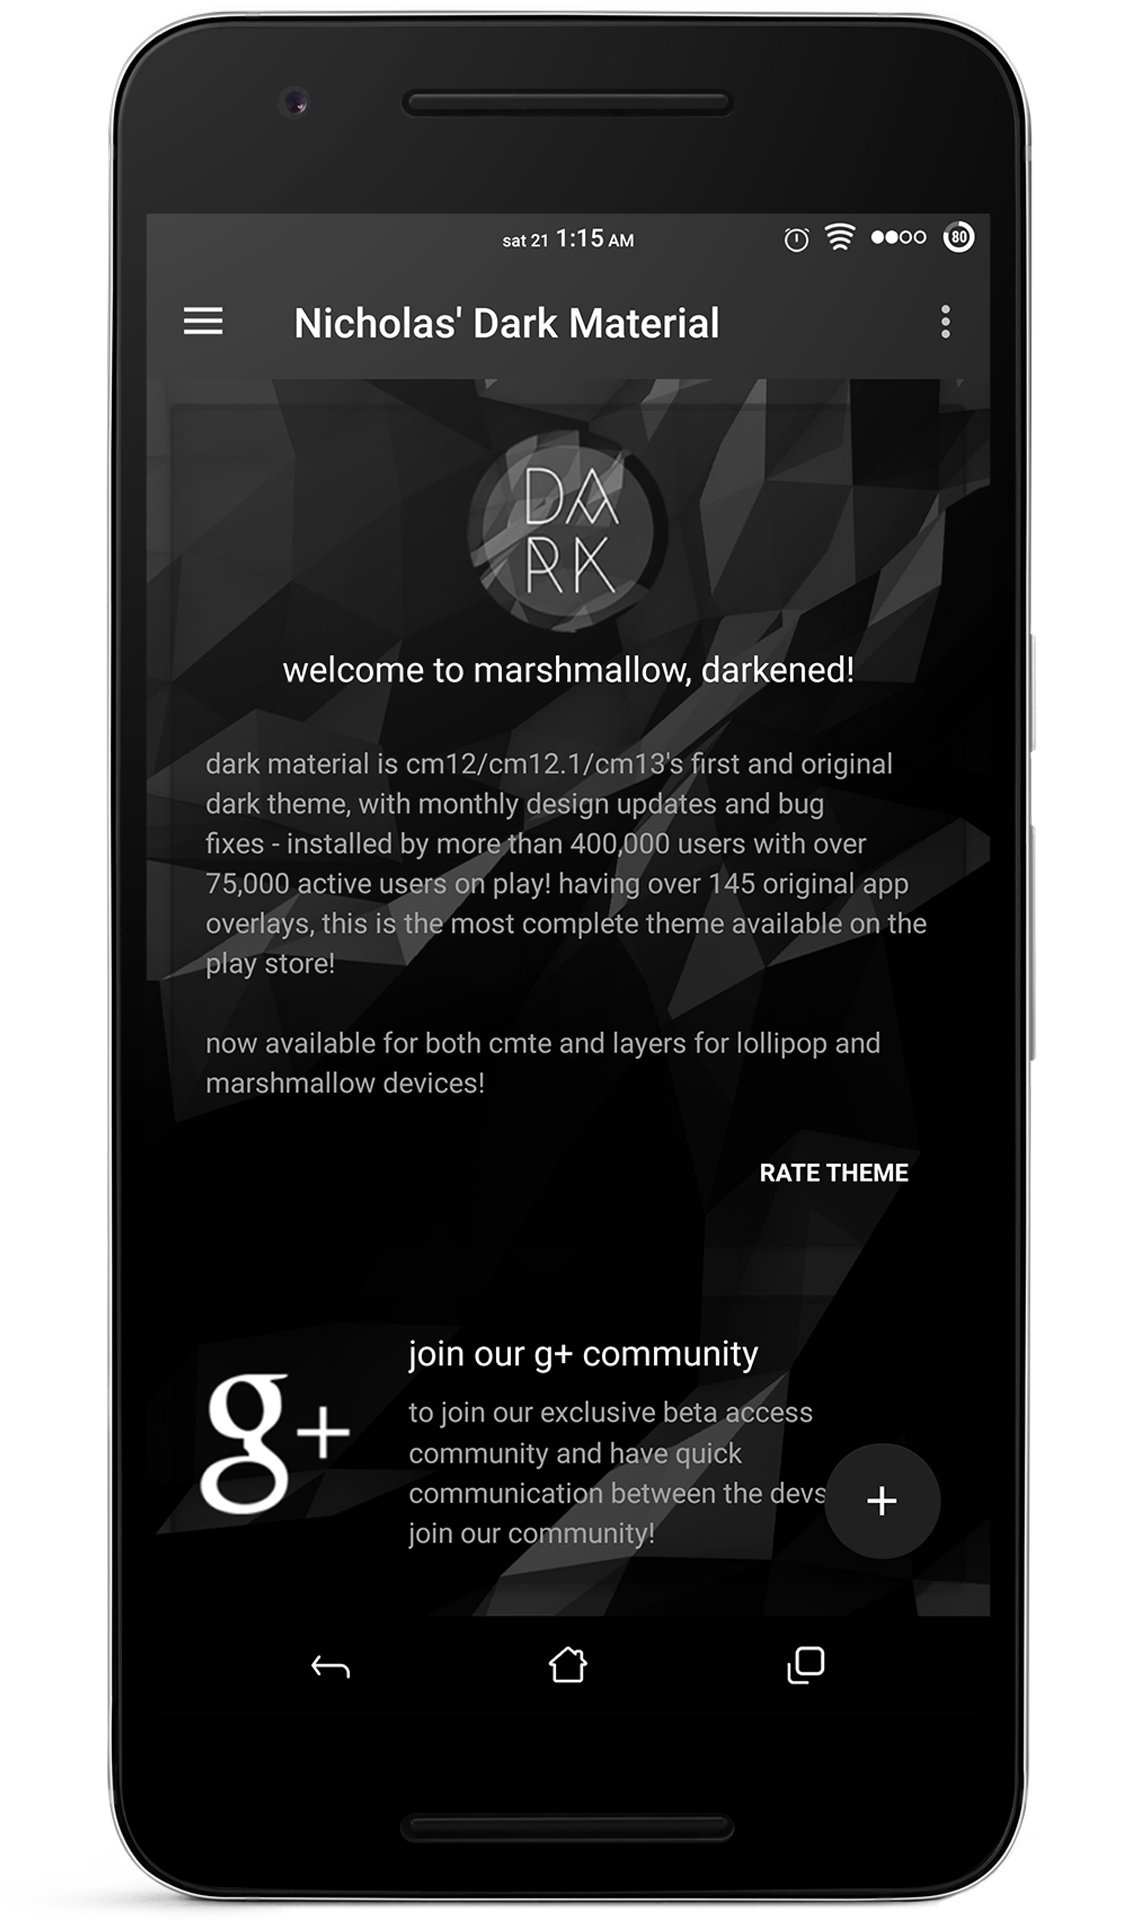 sat 21 1:15 AM 80
Nicholas' Dark Material
DA
RK
welcome to marshmallow, darkened!
dark material is cm12/cm12.1/cm13's first and original
dark theme, with monthly design updates and bug
fixes - installed by more than 400,000 users with over
75,000 active users on play! having over 145 original app
overlays, this is the most complete theme available on the
play store!
now available for both cmte and layers for lollipop and
marshmallow devices!
RATE THEME
g+
join our g+ community
to join our exclusive beta access
community and have quick
communication between the devs
join our community!